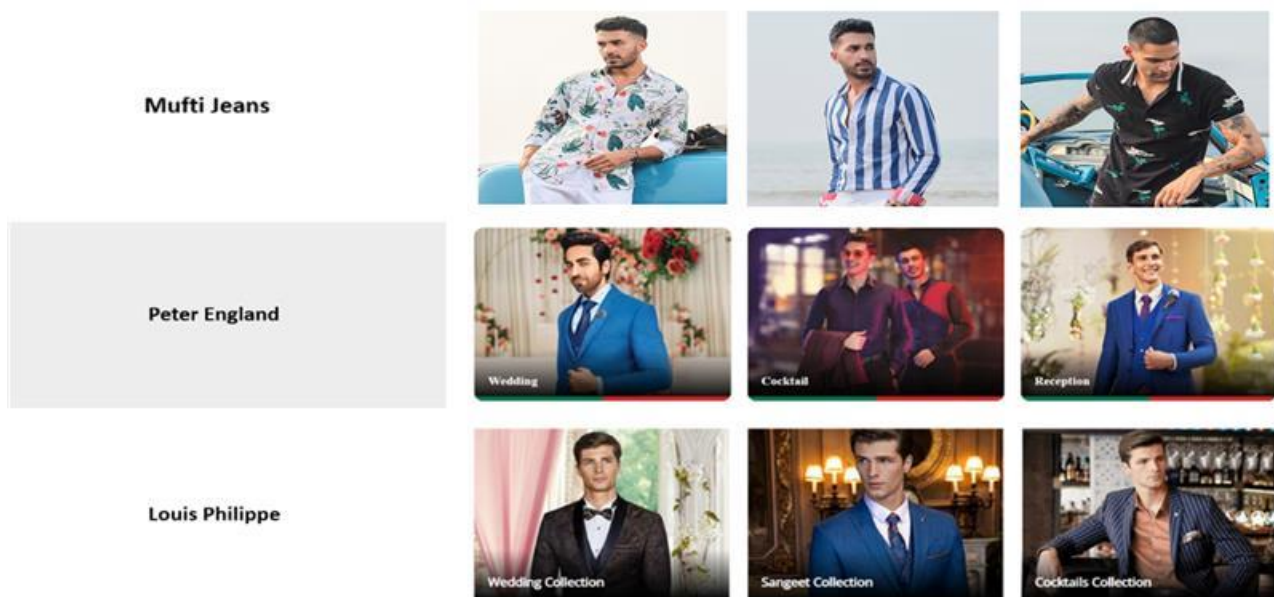 Mufti Jeans
Peter England
Wedding
Cocktail
Reception
Louis Philippe
Wedding Collection
Sangeet Collection
Cocktails Collection